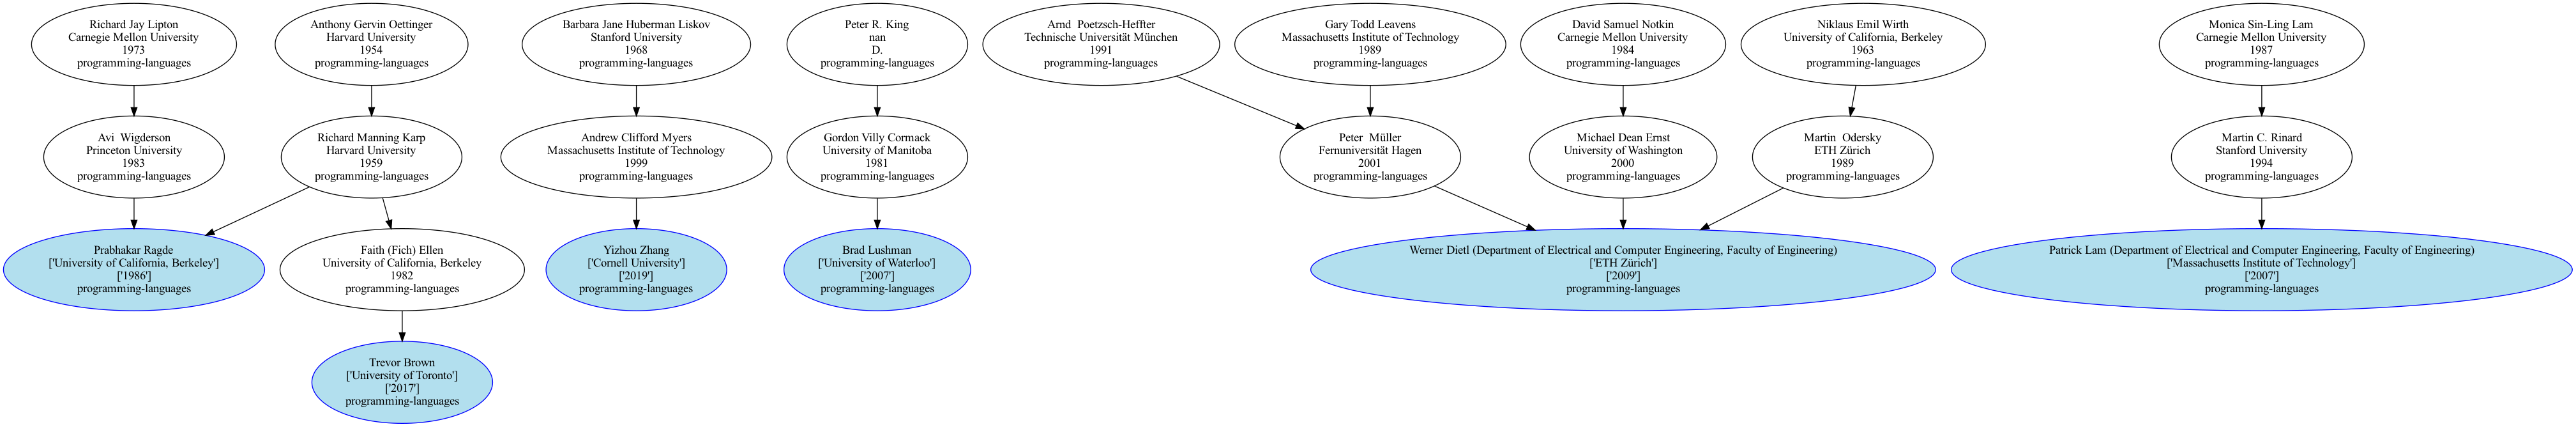 Richard Jay Lipton
Carnegie Mellon University
1973
programming-languages
Anthony Gervin Oettinger
Harvard University
1954
programming-languages
Barbara Jane Huberman Liskov
Stanford University
1968
programming-languages
Peter R. King
nan
D.
programming-languages
Arnd  Poetzsch-Heffter
Technische Universität München
1991
programming-languages
Gary Todd Leavens
Massachusetts Institute of Technology
1989
programming-languages
David Samuel Notkin
Carnegie Mellon University
1984
programming-languages
Niklaus Emil Wirth
University of California, Berkeley
1963
programming-languages
Monica Sin-Ling Lam
Carnegie Mellon University
1987
programming-languages
Avi  Wigderson
Princeton University
1983
programming-languages
Richard Manning Karp
Harvard University
1959
programming-languages
Andrew Clifford Myers
Massachusetts Institute of Technology
1999
programming-languages
Gordon Villy Cormack
University of Manitoba
1981
programming-languages
Peter  Müller
Fernuniversität Hagen
2001
programming-languages
Michael Dean Ernst
University of Washington
2000
programming-languages
Martin  Odersky
ETH Zürich
1989
programming-languages
Martin C. Rinard
Stanford University
1994
programming-languages
Prabhakar Ragde
['University of California, Berkeley']
['1986']
programming-languages
Faith (Fich) Ellen
University of California, Berkeley
1982
programming-languages
Yizhou Zhang
['Cornell University']
['2019']
programming-languages
Brad Lushman
['University of Waterloo']
['2007']
programming-languages
Werner Dietl (Department of Electrical and Computer Engineering, Faculty of Engineering)
['ETH Zürich']
['2009']
programming-languages
Patrick Lam (Department of Electrical and Computer Engineering, Faculty of Engineering)
['Massachusetts Institute of Technology']
['2007']
programming-languages
Trevor Brown
['University of Toronto']
['2017']
programming-languages